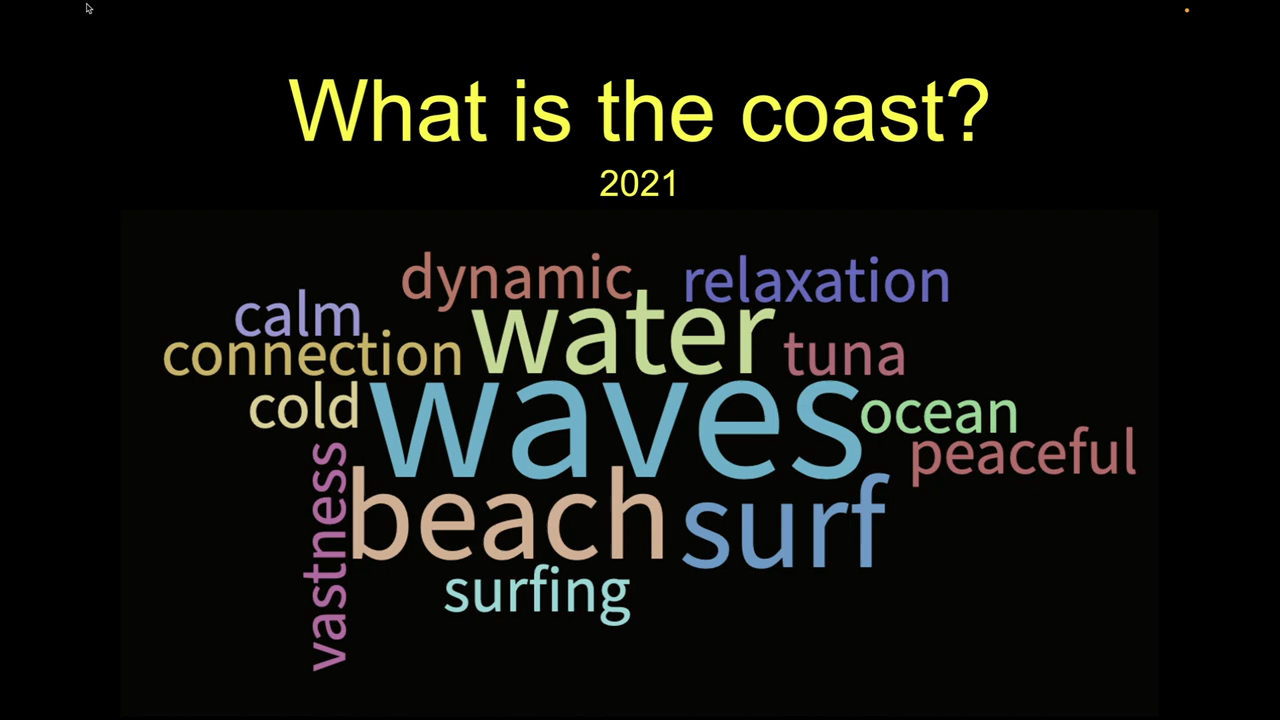 What is the coast?
2021
dynamic
relaxation
calm
water
connection
tuna
cold
waves
ocean
peaceful
vastness
beach
surf
surfing